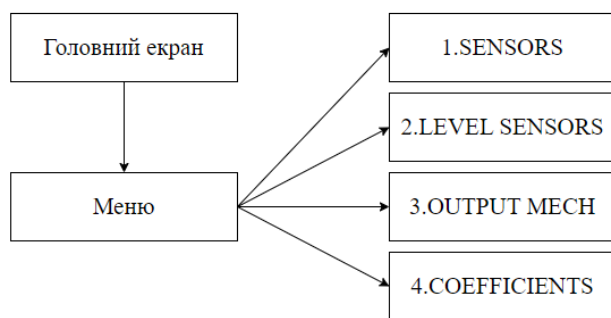 Головний екран
Меню
1.SENSORS
2.LEVEL SENSORS
3.OUTPUT MECH
4.COEFFICIENTS